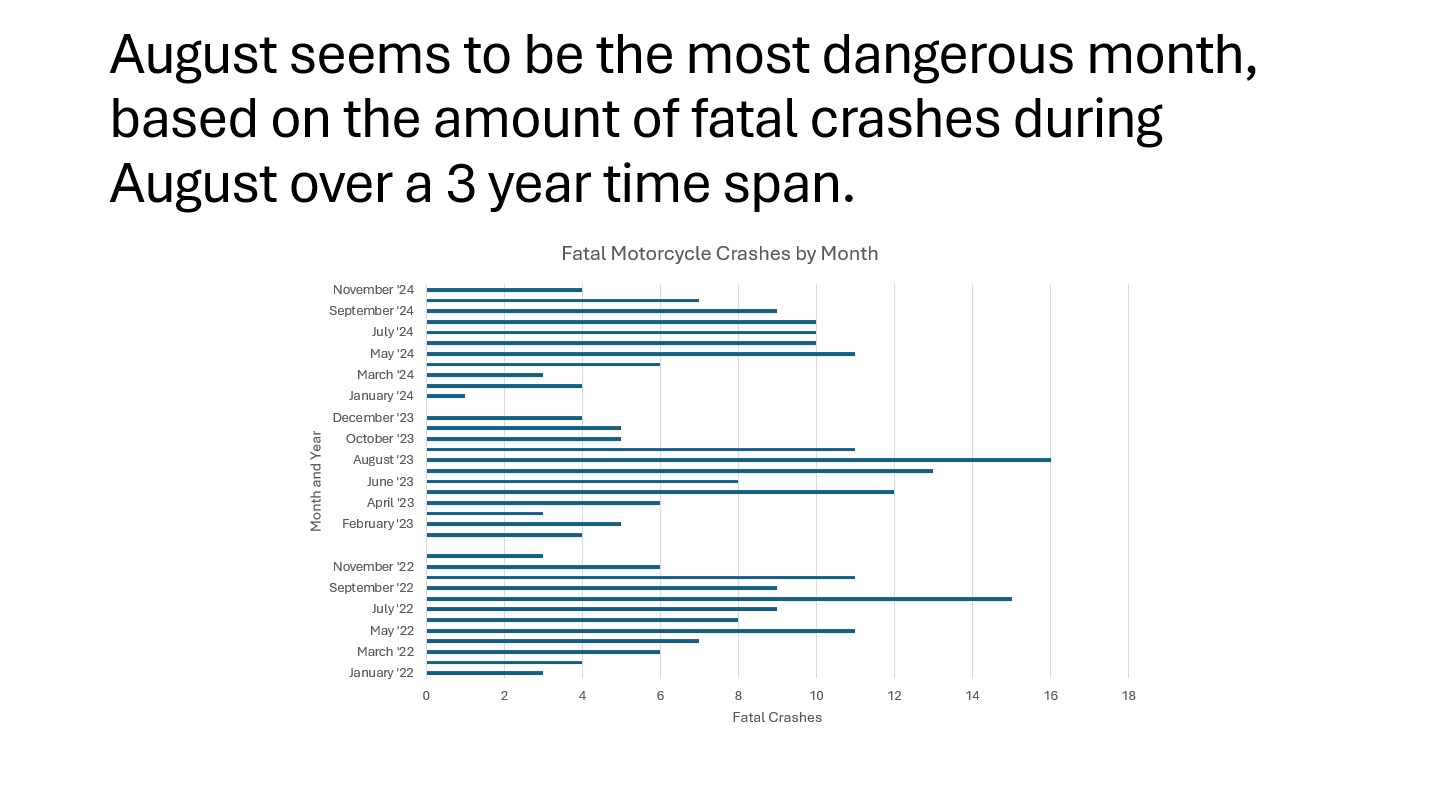 August seems to be the most dangerous month,
based on the amount of fatal crashes during
August over a 3 year time span.
Fatal Motorcycle Crashes by Month
Month and Year
November '24
September '24
July '24
May '24
March '24
January '24
December '23
October '23
August '23
June '23
April '23
February '23
November '22
September '22
July '22
May '22
March '22
January '22
0 2 4 6 8 10 12 14 16 18
Fatal Crashes